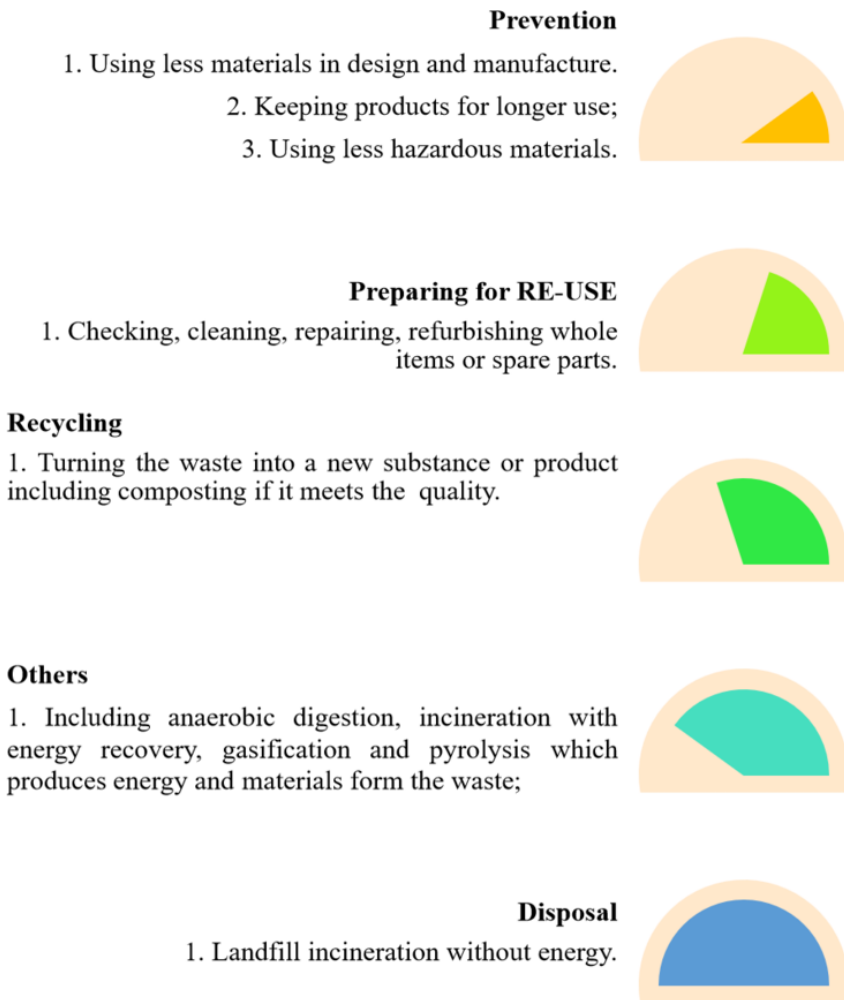 Prevention
1. Using less materials in design and manufacture.
2. Keeping products for longer use;
3. Using less hazardous materials.
Preparing for RE-USE
1. Checking, cleaning, repairing, refurbishing whole
items or spare parts.
Recycling
1. Turning the waste into a new substance or product
including composting if it meets the quality.
Others
1. Including anaerobic digestion, incineration with
energy recovery, gasification and pyrolysis which
produces energy and materials form the waste;
Disposal
1. Landfill incineration without energy.